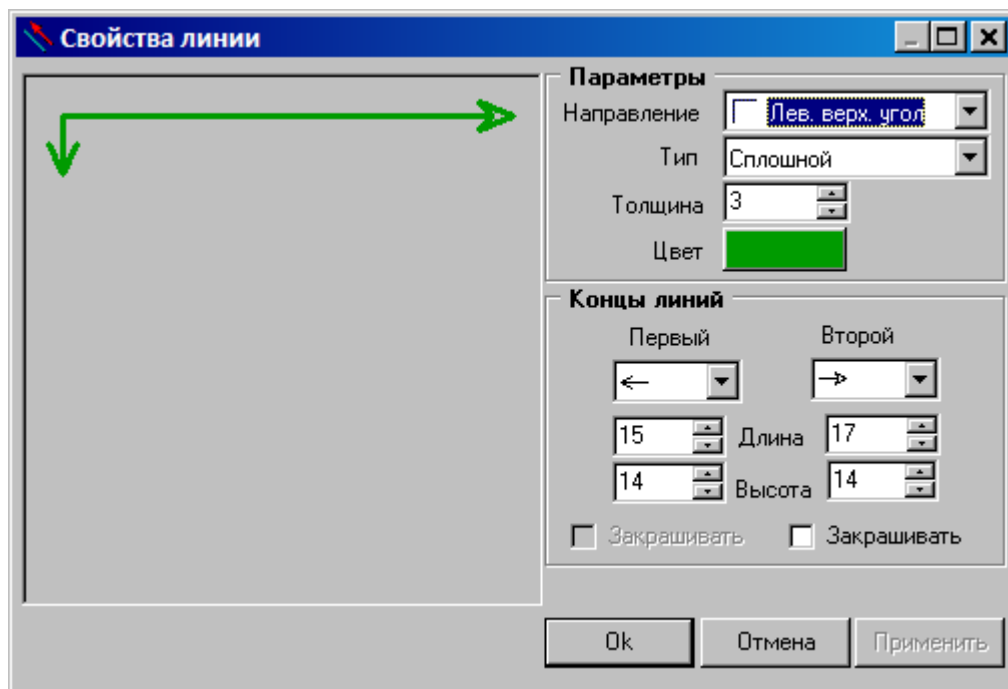 Свойства линии
Параметры
Направление Лев. верх. угол
Тип Сплошной
Толщина 3
Цвет
Концы линий
Первый Второй
15 Длина 17
14 Высота 14
Закрашивать Закрашивать
Ok Отмена Применить